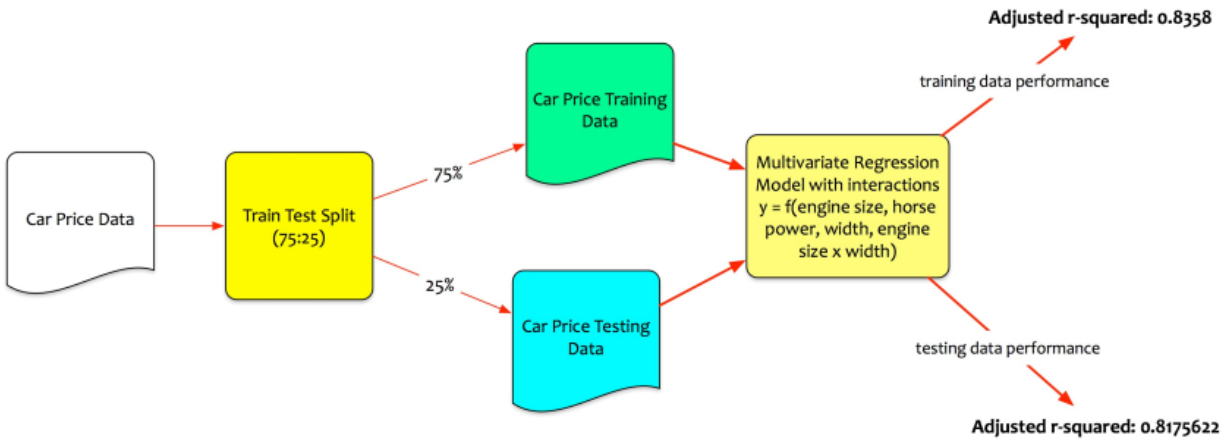 Adjusted r-squared: 0.8358
training data performance
Car Price Training
Data
75%
Car Price Data
Train Test Split
(75:25)
Multivariate Regression
Model with interactions
y = f(engine size, horse
power, width, engine
size x width)
25%
Car Price Testing
Data
testing data performance
Adjusted r-squared: 0.8175622